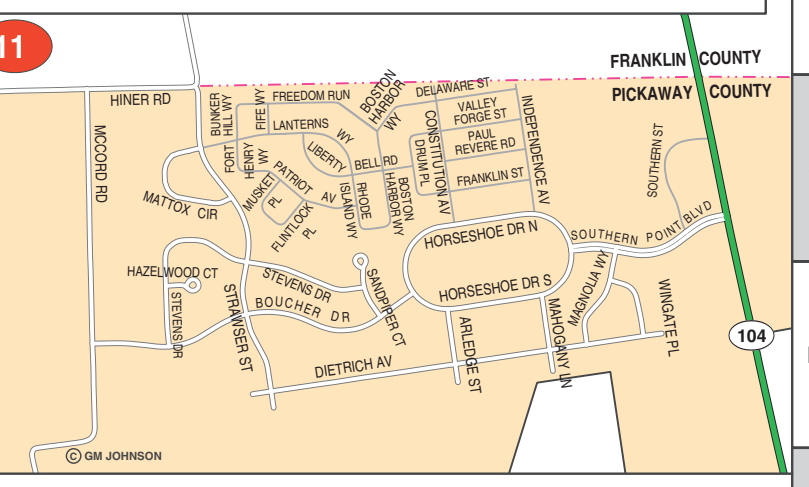 11
FRANKLIN COUNTY
PICKAWAY COUNTY
HINER RD
MCCORD RD
BUNKER
HILL WY
FIFE WY
FREEDOM RUN
BOSTON
HARBOR
WY
DELAWARE ST
VALLEY
FORGE ST
INDEPENDENCE AV
LANTERNS WY
FORT
HENRY
WY
LIBERTY
BELL RD
CONSTITUTION AV
DRUM PL
PAUL
REVERE RD
FRANKLIN ST
SOUTHERN ST
MUSKET
PL
PATRIOT AV
FLINTLOCK
PL
RHODE
ISLAND WY
BOSTON
HARBOR WY
MATTOX CIR
HORSESHOE DR N
SOUTHERN POINT BLVD
HAZELWOOD CT
STEVENS DR
STEVENS DR
BOUCHER DR
SANDPIPER CT
HORSESHOE DR S
MAGNOLIA WY
WINGATE PL
STRAWSER ST
ARLEDGE ST
MAHOGANY LN
DIETRICH AV
104
© GM JOHNSON